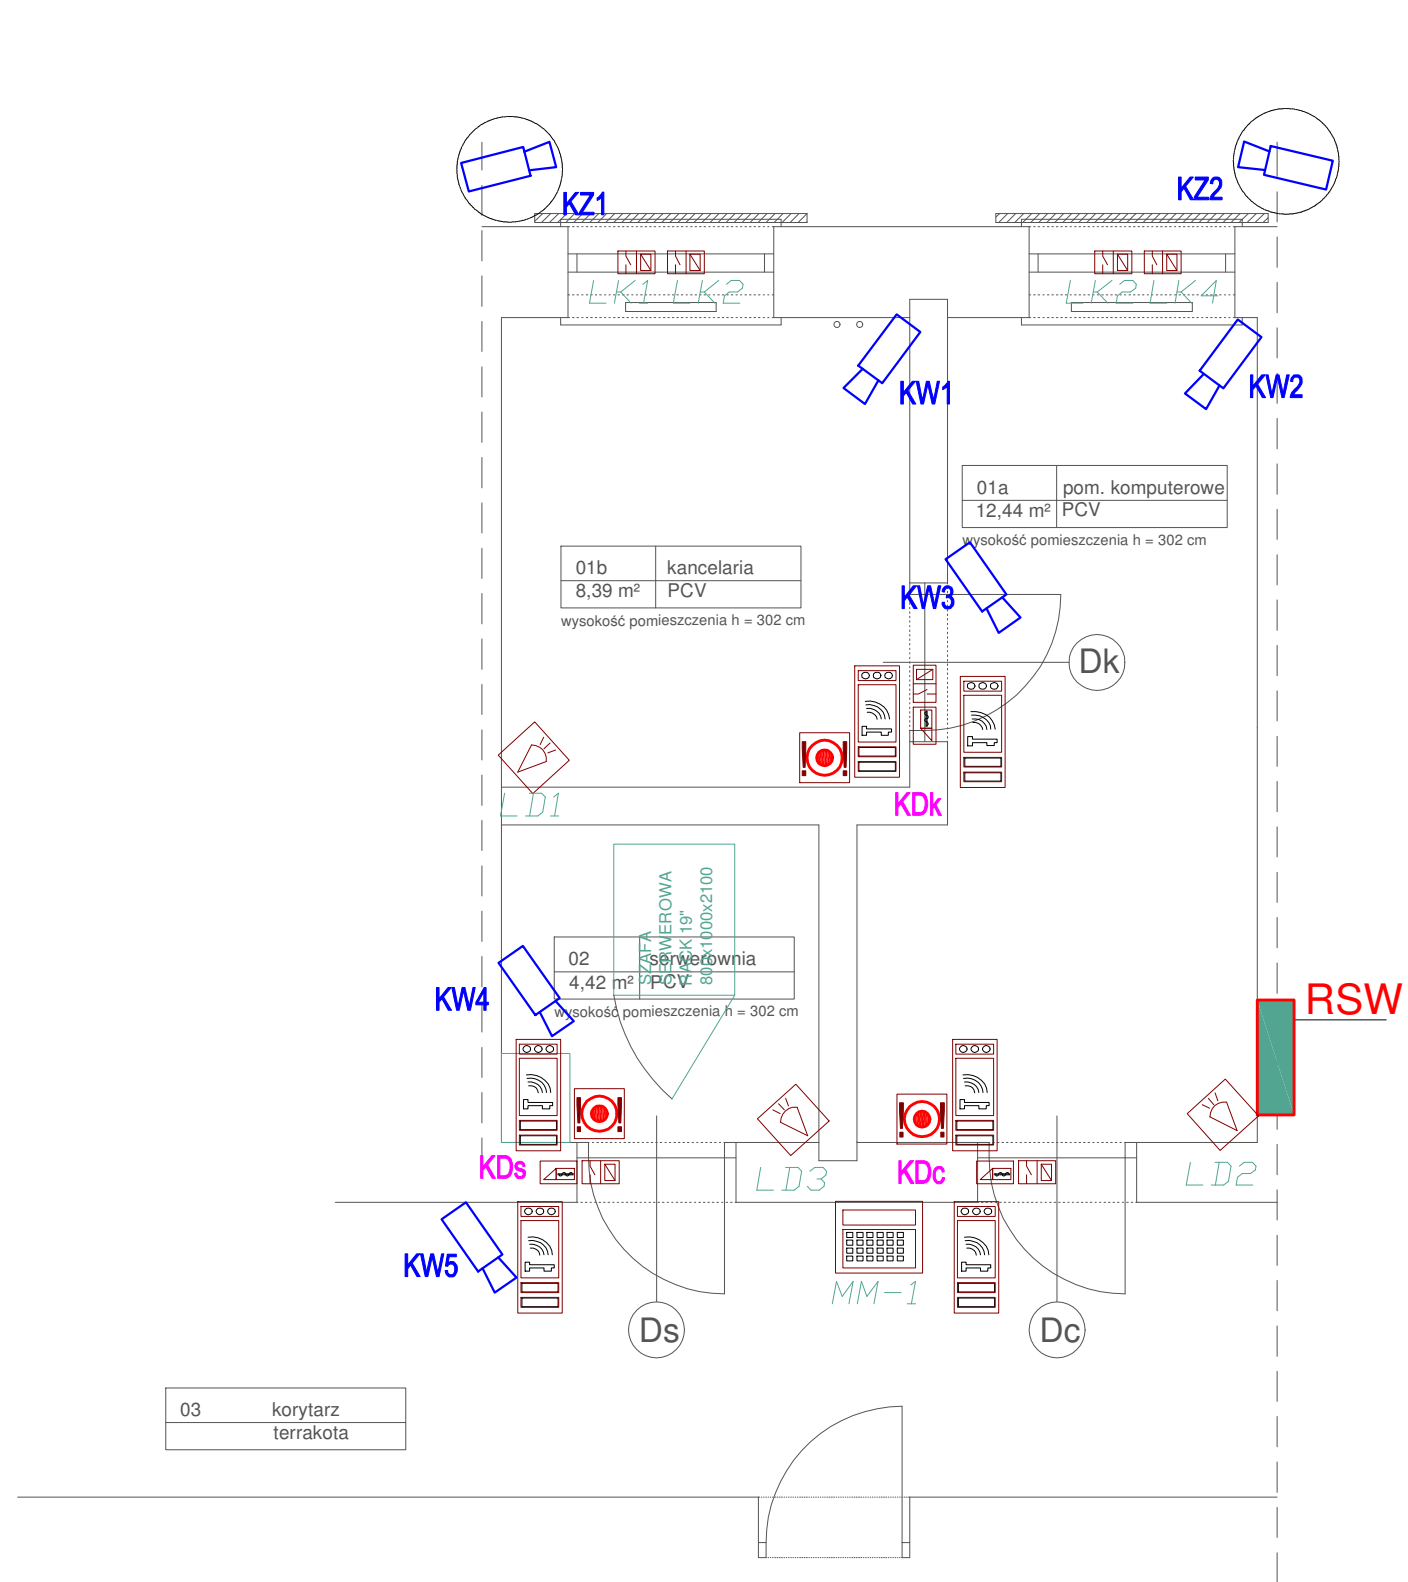 KZ1
KZ2
LK1 LK2
LK2 LK4
KW1
KW2
01a pom. komputerowe
12,44 m² PCV
wysokość pomieszczenia h = 302 cm
01b kancelaria
8,39 m² PCV
wysokość pomieszczenia h = 302 cm
KW3
Dk
LD1
KDk
SZAFA
SERWEROWA
RACK 19"
800x1000x2100
02 serwerownia
4,42 m² PCV
wysokość pomieszczenia h = 302 cm
KW4
RSW
KDs
LD3
KDc
LD2
KW5
MM-1
Ds
Dc
03 korytarz
terrakota